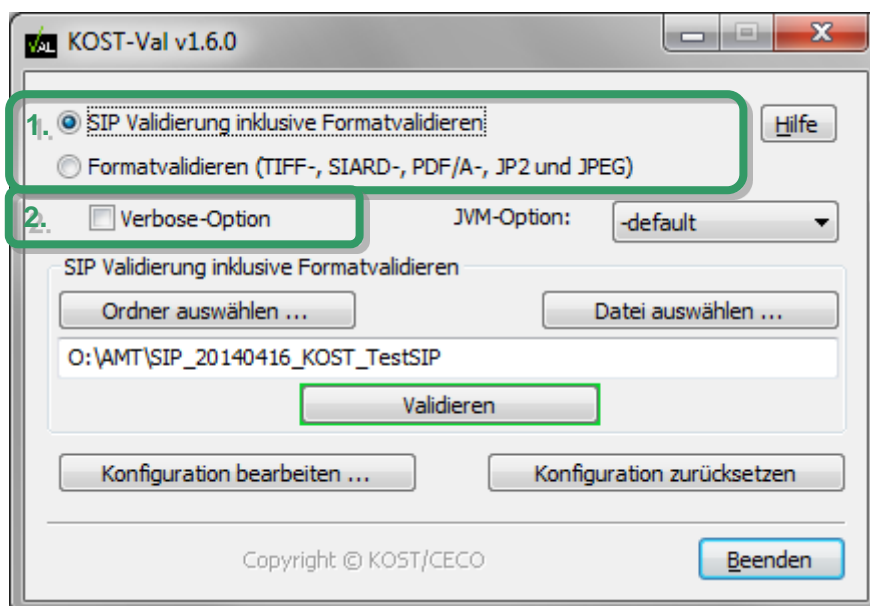 VAL KOST-Val v1.6.0
1. SIP Validierung inklusive Formatvalidieren
Hilfe
Formatvalidieren (TIFF-, SIARD-, PDF/A-, JP2 und JPEG)
2. Verbose-Option JVM-Option: -default
SIP Validierung inklusive Formatvalidieren
Ordner auswählen ... Datei auswählen ...
O:\AMT\SIP_20140416_KOST_TestSIP
Validieren
Konfiguration bearbeiten ... Konfiguration zurücksetzen
Copyright © KOST/CECO Beenden